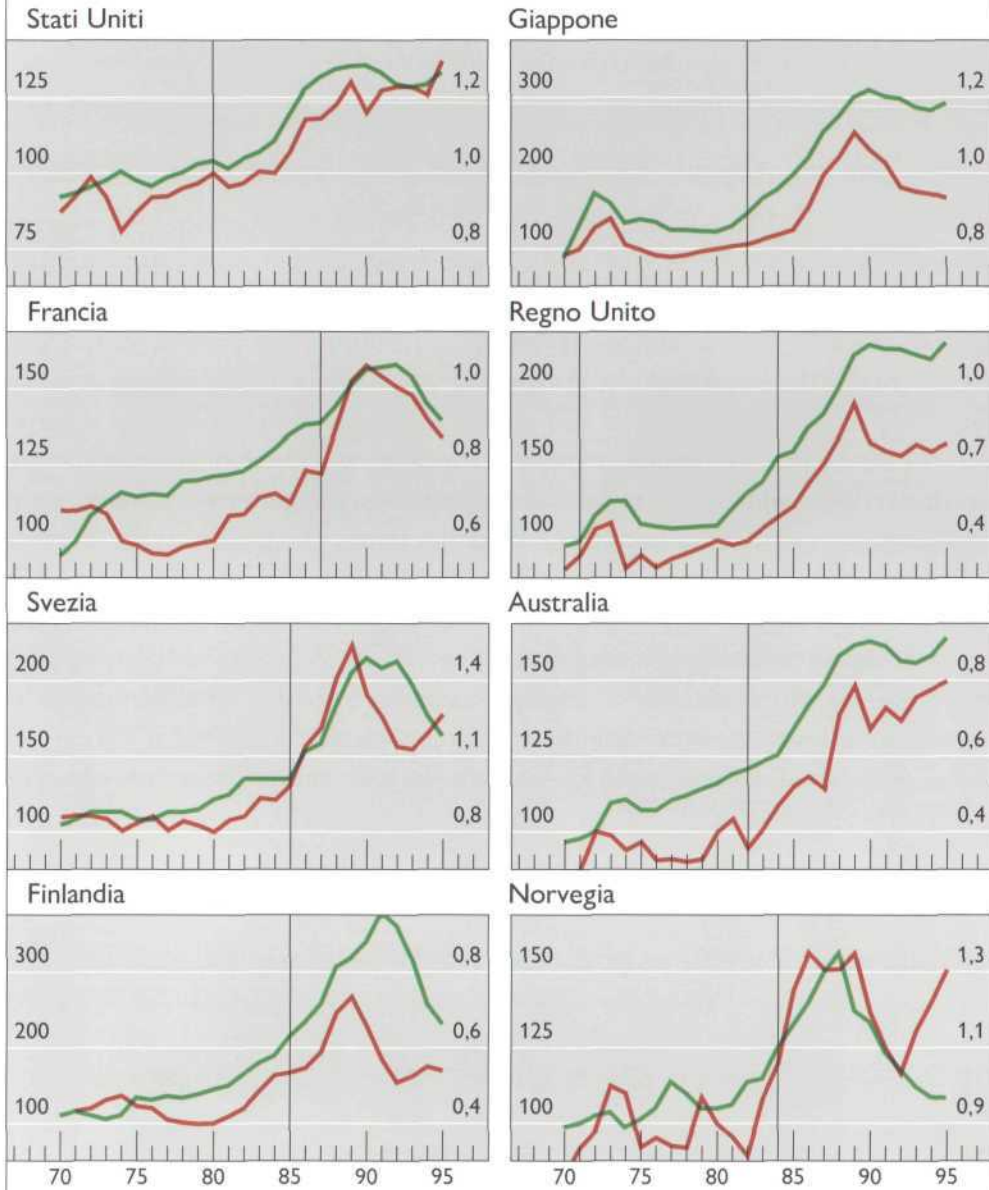 Stati Uniti
125 1,2
100 1,0
75 0,8
Giappone
300 1,2
200 1,0
100 0,8
Francia
150 1,0
125 0,8
100 0,6
Regno Unito
200 1,0
150 0,7
100 0,4
Svezia
200 1,4
150 1,1
100 0,8
Australia
150 0,8
125 0,6
100 0,4
Finlandia
300 0,8
200 0,6
100 0,4
Norvegia
150 1,3
125 1,1
100 0,9
70 75 80 85 90 95
70 75 80 85 90 95